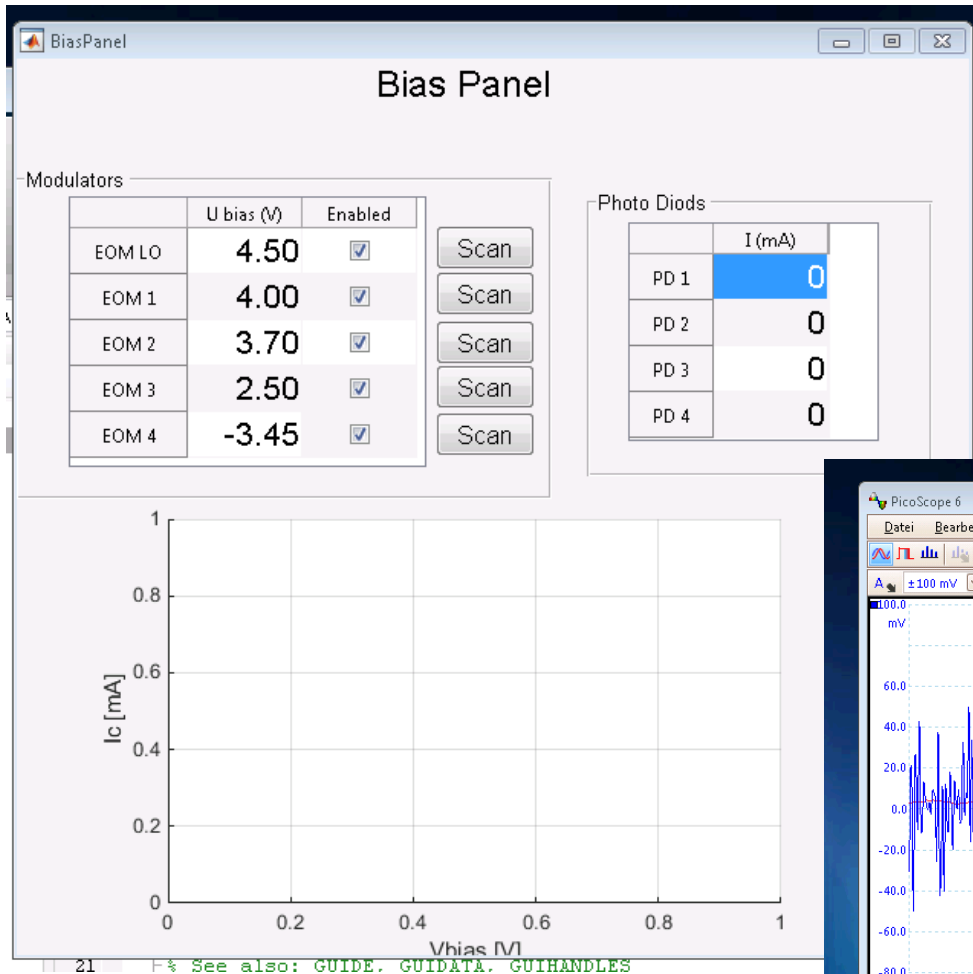 BiasPanel
Bias Panel
Modulators
U bias (V) Enabled
EOM LO 4.50 Scan
EOM 1 4.00 Scan
EOM 2 3.70 Scan
EOM 3 2.50 Scan
EOM 4 -3.45 Scan
Photo Diods
I (mA)
PD 1 0
PD 2 0
PD 3 0
PD 4 0
1
0.8
0.6
0.4
0.2
0
Ic [mA]
0 0.2 0.4 0.6 0.8 1
Vbias [V]
PicoScope 6
Datei Bearbe
A ±100 mV
100.0
mV
60.0
40.0
20.0
0.0
-20.0
-40.0
-60.0
-80.0
21 % See also: GUIDE, GUIDATA, GUIHANDLES